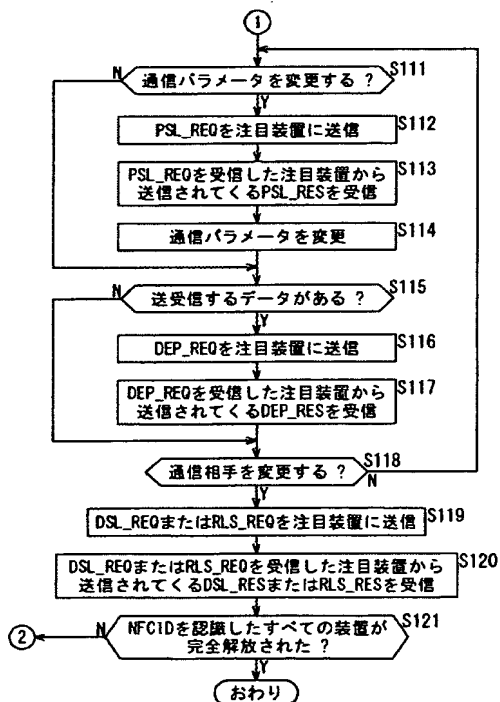 1
通信パラメータを変更する ?
S111
N
Y
PSL_REQを注目装置に送信
S112
PSL_REQを受信した注目装置から
送信されてくるPSL_RESを受信
S113
通信パラメータを変更
S114
送受信するデータがある ?
S115
N
Y
DEP_REQを注目装置に送信
S116
DEP_REQを受信した注目装置から
送信されてくるDEP_RESを受信
S117
通信相手を変更する ?
S118
N
Y
DSL_REQまたはRLS_REQを注目装置に送信
S119
DSL_REQまたはRLS_REQを受信した注目装置から
送信されてくるDSL_RESまたはRLS_RESを受信
S120
NFCIDを認識したすべての装置が
完全解放された ?
S121
N
2
Y
おわり